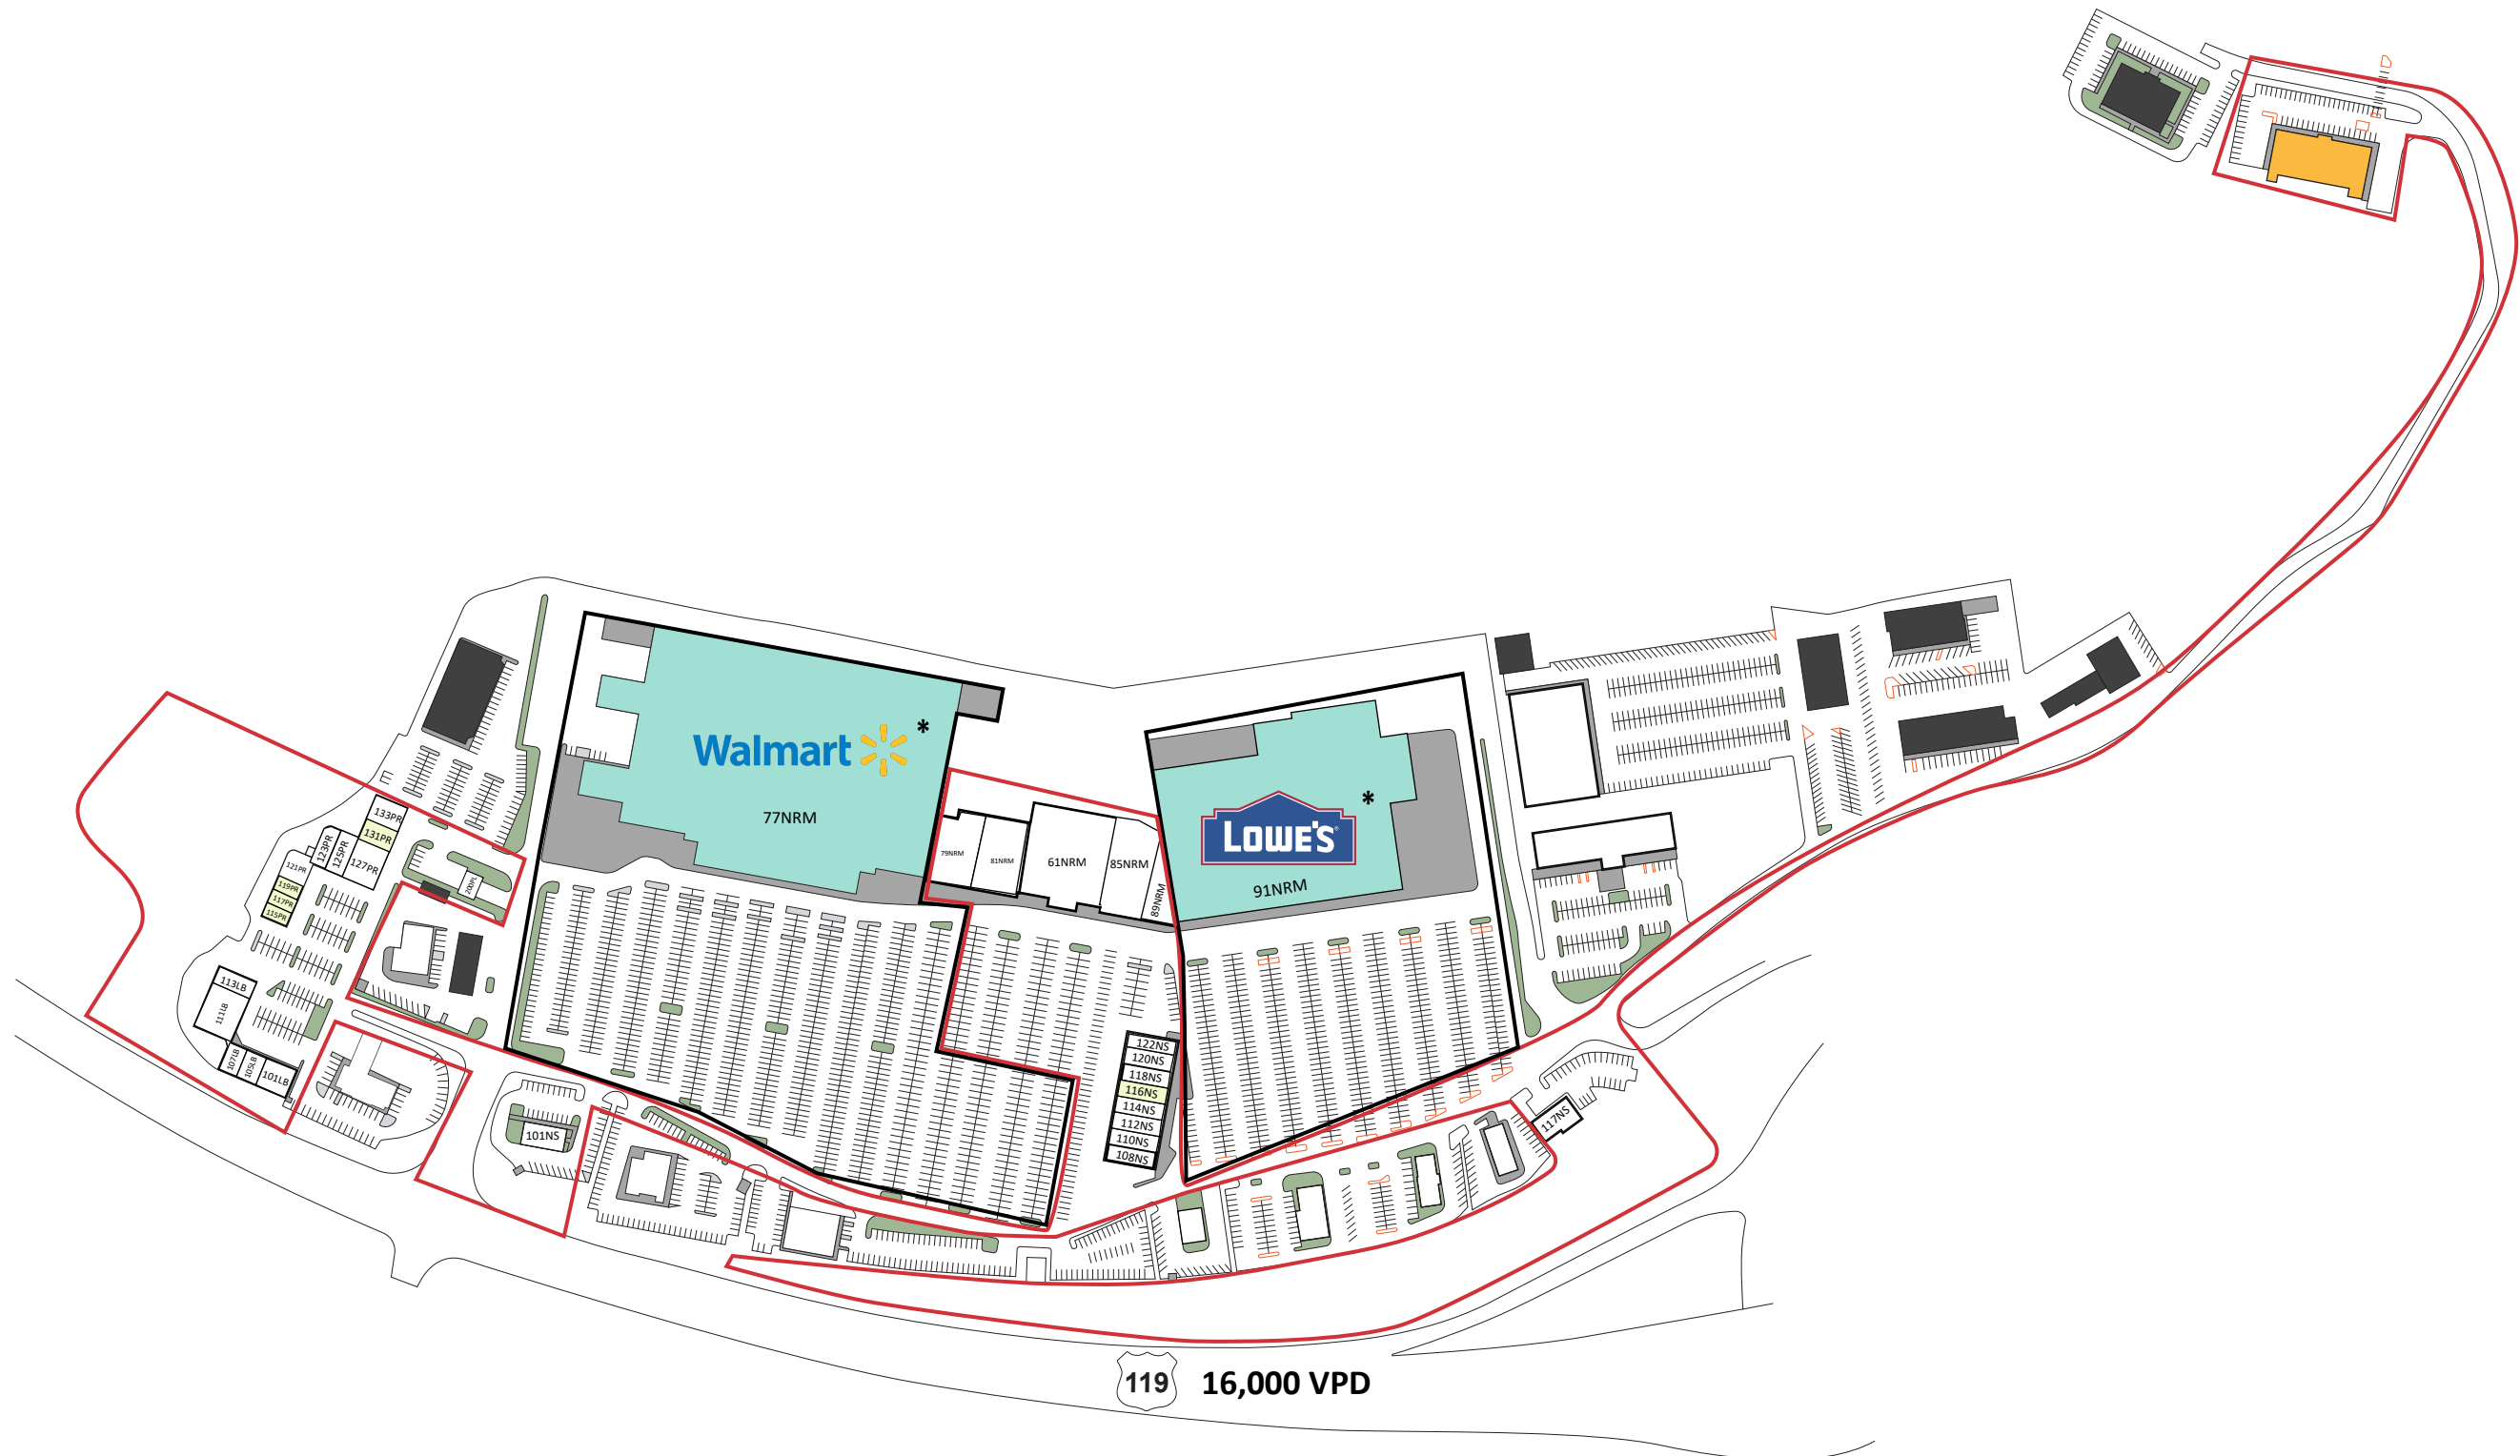 Walmart *
77NRM
LOWE'S *
91NRM
79NRM
81NRM
61NRM
85NRM
89NRM
133PR
131PR
127PR
125PR
123PR
121PR
119PR
117PR
115PR
200PL
113LB
111LB
107LB
105LB
101LB
122NS
120NS
118NS
116NS
114NS
112NS
110NS
108NS
101NS
117NS
119 16,000 VPD